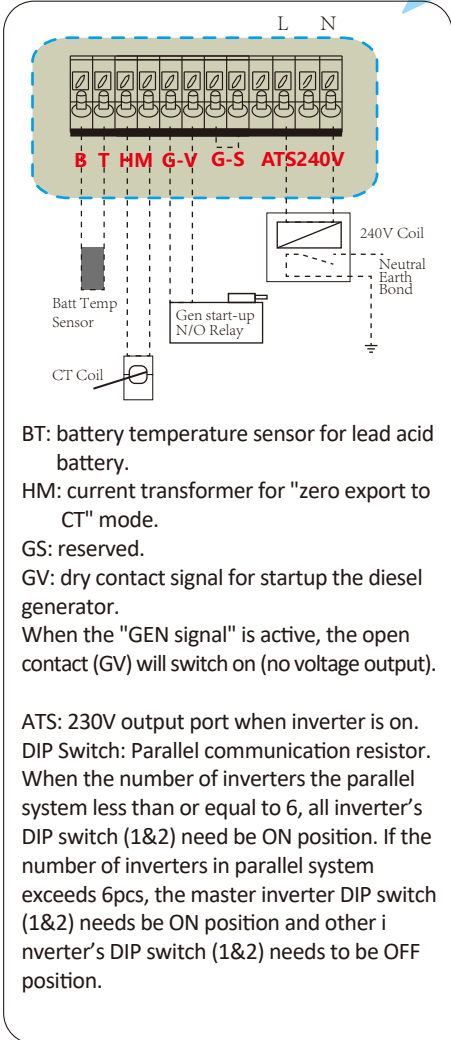 L N
B T HM G-V G-S ATS240V
240V Coil
Neutral
Earth
Bond
Batt Temp
Sensor
Gen start-up
N/O Relay
CT Coil
BT: battery temperature sensor for lead acid
battery.
HM: current transformer for "zero export to
CT" mode.
GS: reserved.
GV: dry contact signal for startup the diesel
generator.
When the "GEN signal" is active, the open
contact (GV) will switch on (no voltage output).
ATS: 230V output port when inverter is on.
DIP Switch: Parallel communication resistor.
When the number of inverters the parallel
system less than or equal to 6, all inverter’s
DIP switch (1&2) need be ON position. If the
number of inverters in parallel system
exceeds 6pcs, the master inverter DIP switch
(1&2) needs be ON position and other i
nverter’s DIP switch (1&2) needs to be OFF
position.